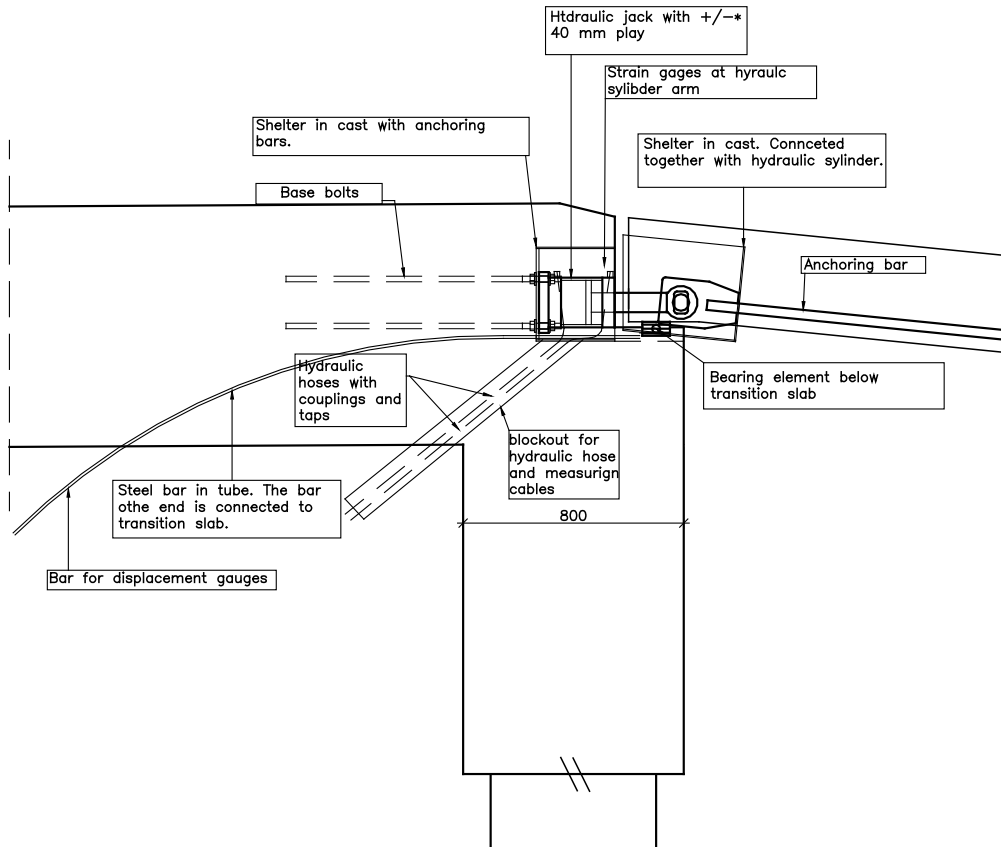 Htdraulic jack with +/-*
40 mm play
Strain gages at hyraulc
sylibder arm
Shelter in cast with anchoring
bars.
Shelter in cast. Connceted
together with hydraulic sylinder.
Base bolts
Anchoring bar
Hydraulic
hoses with
couplings and
taps
Bearing element below
transition slab
blockout for
hydraulic hose
and measurign
cables
Steel bar in tube. The bar
othe end is connected to
transition slab.
800
Bar for displacement gauges